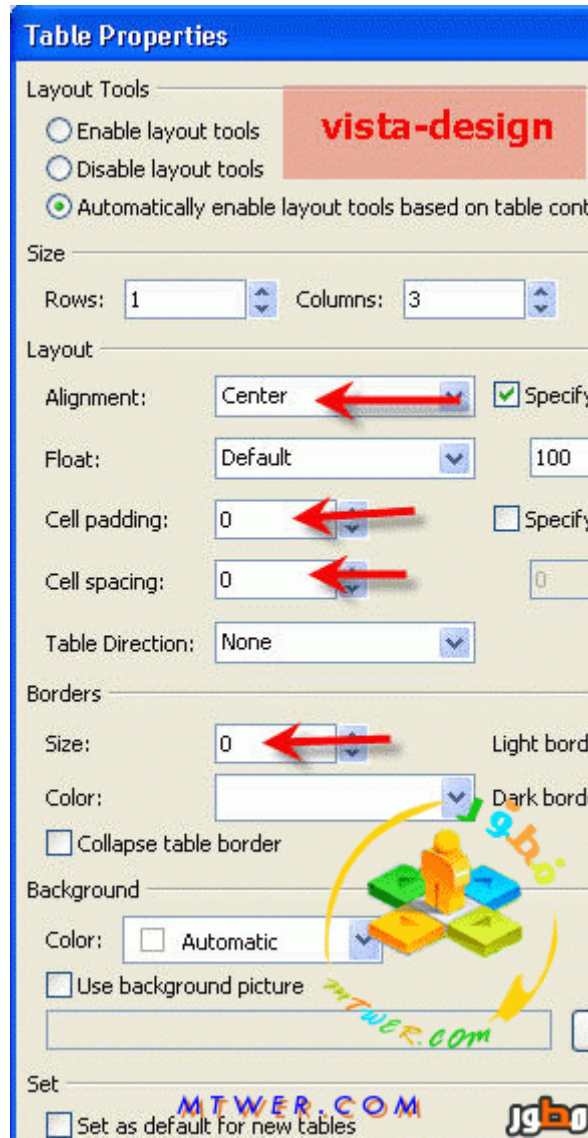 Table Properties
Layout Tools
Enable layout tools
vista-design
Disable layout tools
Automatically enable layout tools based on table cont
Size
Rows: 1 Columns: 3
Layout
Alignment: Center Specify
Float: Default 100
Cell padding: 0 Specify
Cell spacing: 0 0
Table Direction: None
Borders
Size: 0 Light bord
Color: Dark borde
Collapse table border
مطور
Background
Color: Automatic
Use background picture
mTWER.COM
Set
MTWER.COM
مطور
Set as default for new tables